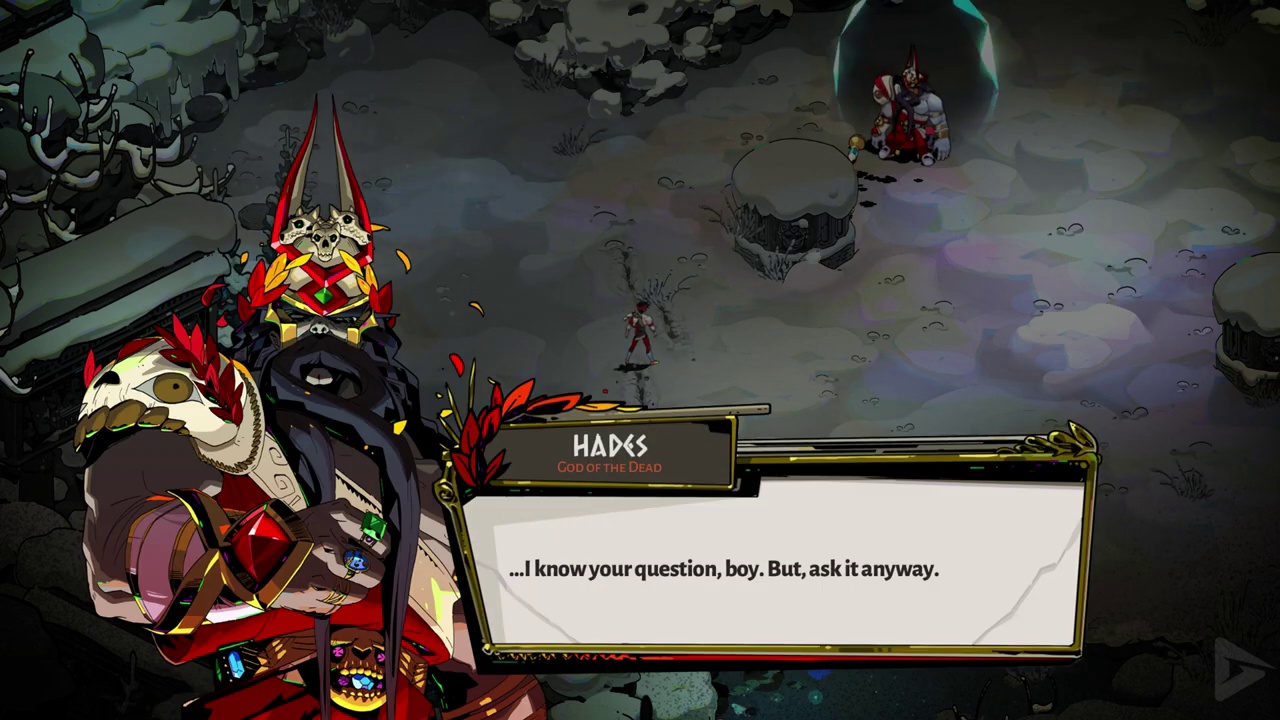 HADES
GOD OF THE DEAD
...I know your question, boy. But, ask it anyway.